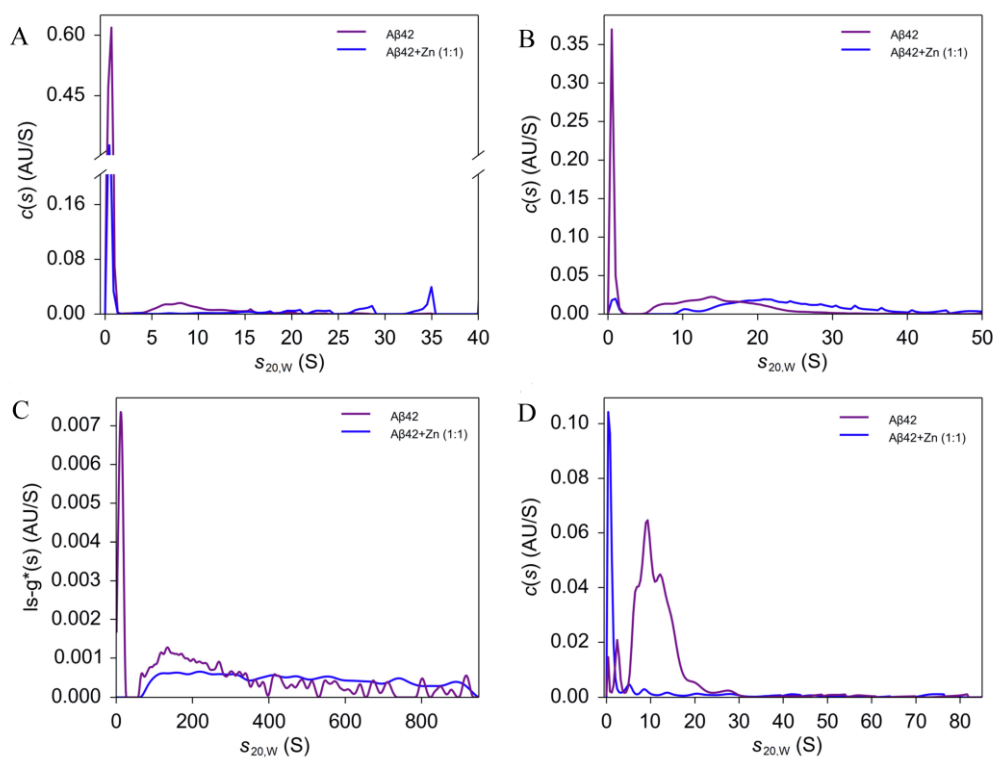 A
Aβ42
Aβ42+Zn (1:1)
0.60
0.45
0.16
0.08
0.00
c(s) (AU/S)
0 5 10 15 20 25 30 35 40
s20,W (S)
B
Aβ42
Aβ42+Zn (1:1)
0.35
0.30
0.25
0.20
0.15
0.10
0.05
0.00
c(s) (AU/S)
0 10 20 30 40 50
s20,W (S)
C
Aβ42
Aβ42+Zn (1:1)
0.007
0.006
0.005
0.004
0.003
0.002
0.001
0.000
ls-g*(s) (AU/S)
0 200 400 600 800
s20,W (S)
D
Aβ42
Aβ42+Zn (1:1)
0.10
0.08
0.06
0.04
0.02
0.00
c(s) (AU/S)
0 10 20 30 40 50 60 70 80
s20,W (S)